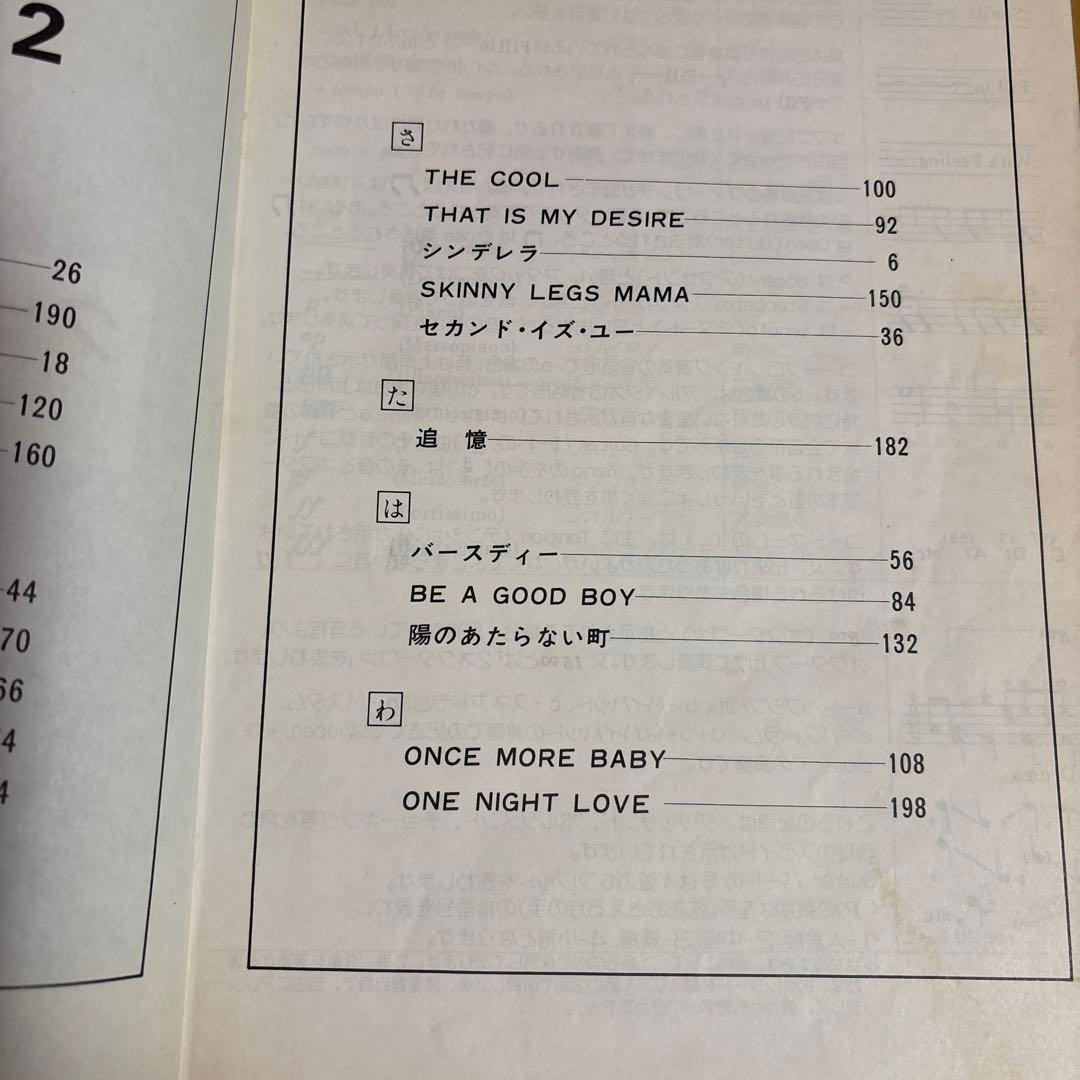 2
26
190
18
120
160
44
70
66
4
4
さ
THE COOL 100
THAT IS MY DESIRE 92
シンデレラ 6
SKINNY LEGS MAMA 150
セカンド・イズ・ユー 36
た
追憶 182
は
バースディー 56
BE A GOOD BOY 84
陽のあたらない町 132
わ
ONCE MORE BABY 108
ONE NIGHT LOVE 198